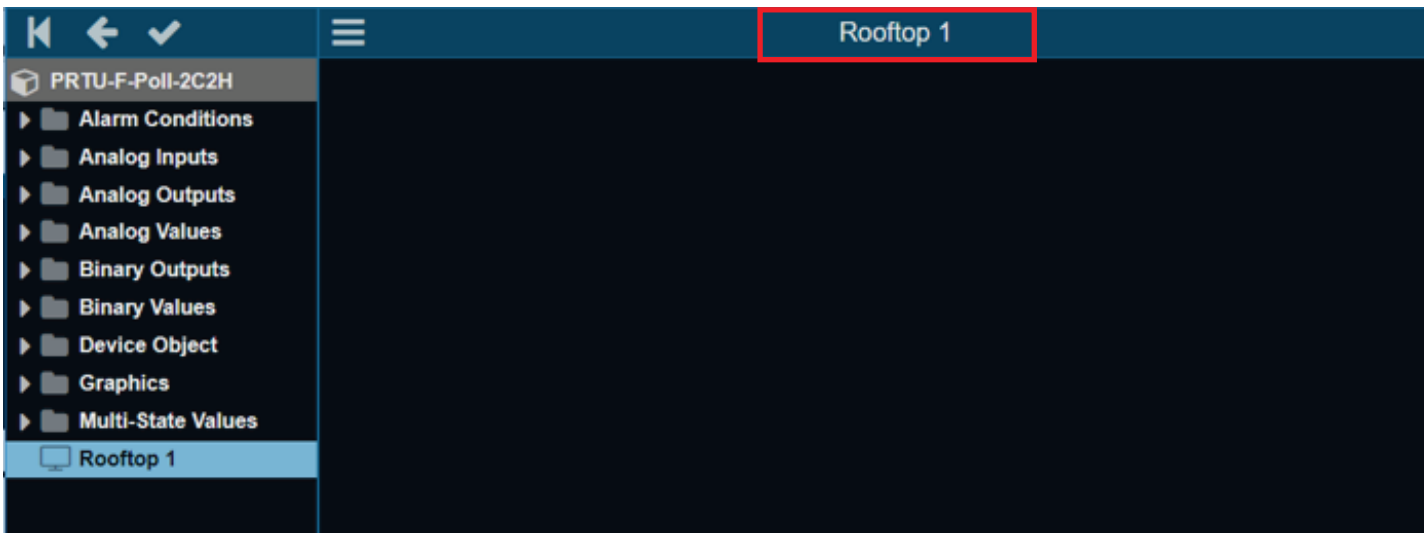 Rooftop 1
PRTU-F-Poll-2C2H
Alarm Conditions
Analog Inputs
Analog Outputs
Analog Values
Binary Outputs
Binary Values
Device Object
Graphics
Multi-State Values
Rooftop 1